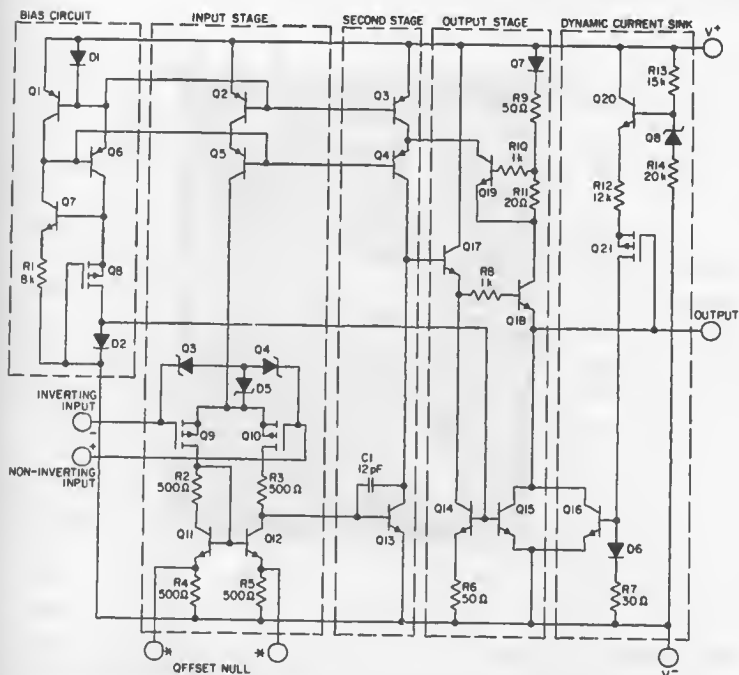 BIAS CIRCUIT
INPUT STAGE
SECOND STAGE
OUTPUT STAGE
DYNAMIC CURRENT SINK
V+
D1
Q1
Q2
Q3
Q7
R9
50Ω
Q20
R13
15k
Q6
Q5
Q4
R10
1k
Q19
R11
20Ω
Q8
R14
20k
R12
12k
Q7
R1
8k
Q8
Q17
R8
1k
Q18
Q21
OUTPUT
D2
Q3
Q4
D5
INVERTING
INPUT
-
+
NON-INVERTING
INPUT
Q9
Q10
R2
500Ω
R3
500Ω
C1
12pF
Q11
Q12
Q13
Q14
Q15
Q16
D6
R4
500Ω
R5
500Ω
R6
50Ω
R7
30Ω
*
*
OFFSET NULL
V-